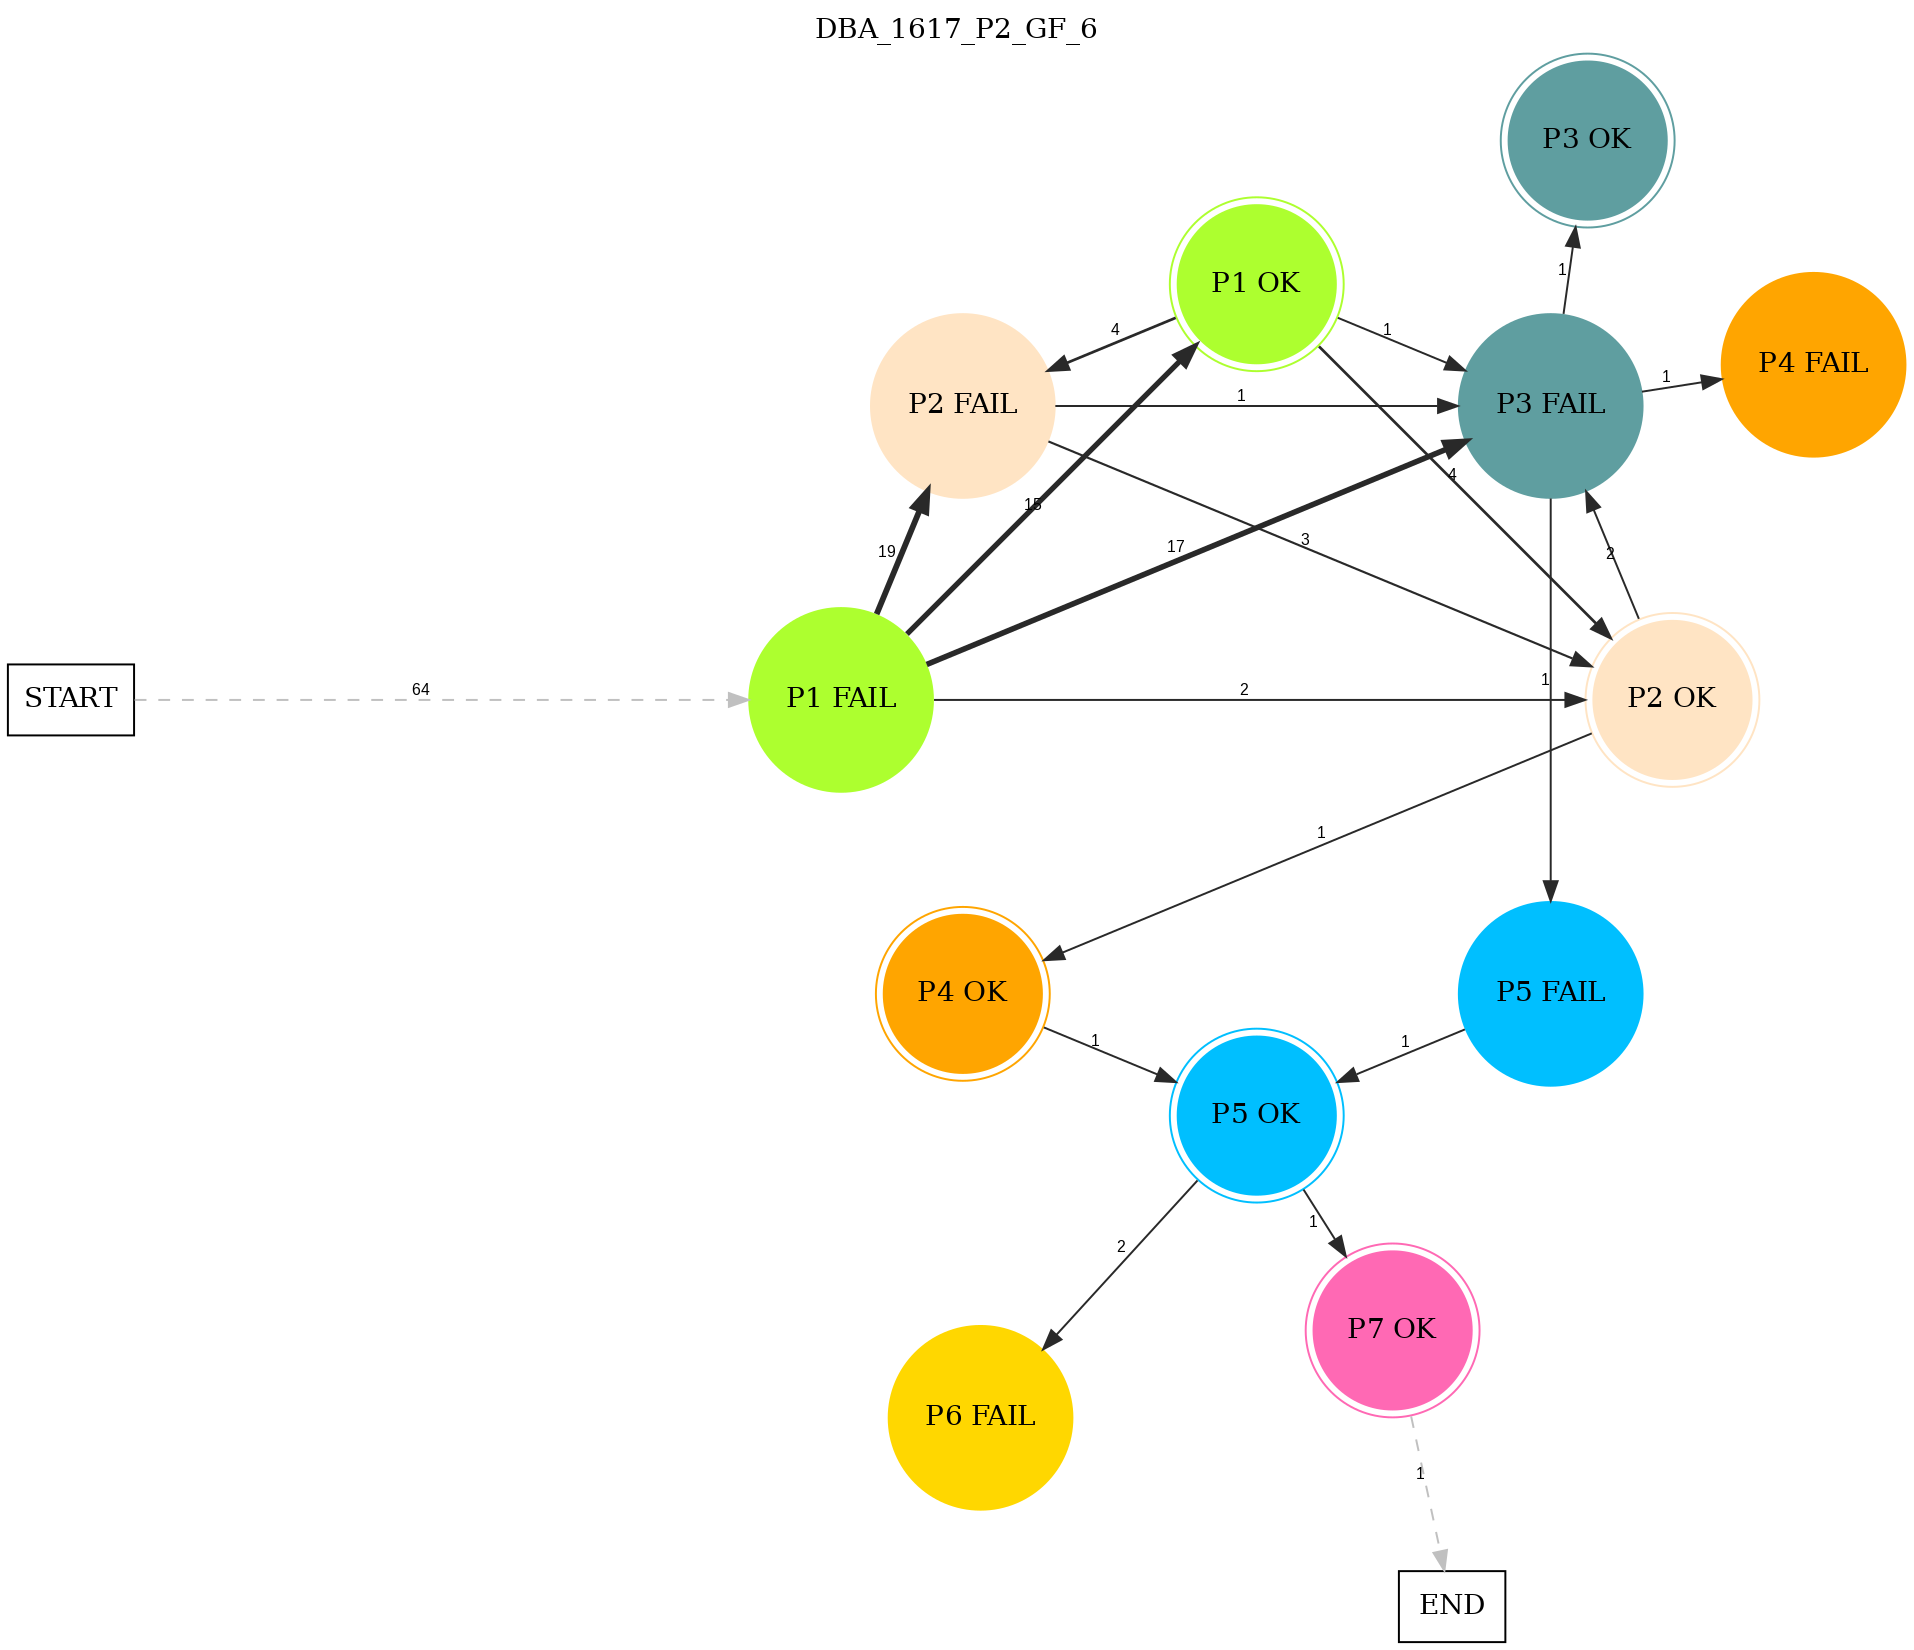 DBA_1617_P2_GF_6
P3 OK
1
P1 OK
4
1
P4 FAIL
1
P2 FAIL
1
P3 FAIL
4
15
19
17
3
2
START
64
P1 FAIL
2
1
P2 OK
1
P4 OK
P5 FAIL
1
1
P5 OK
1
2
P7 OK
P6 FAIL
1
END